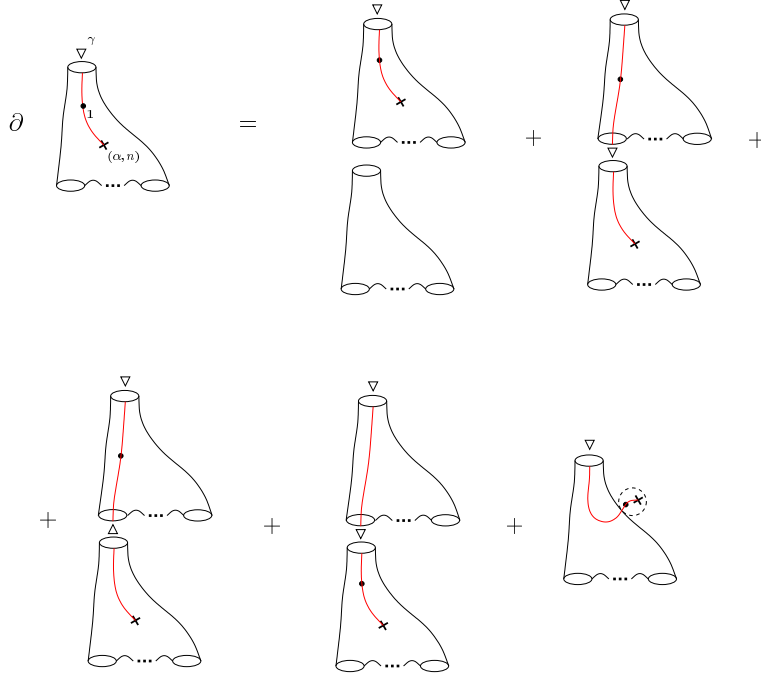 γ
∂ 1 = + +
(α, n)
+ + +